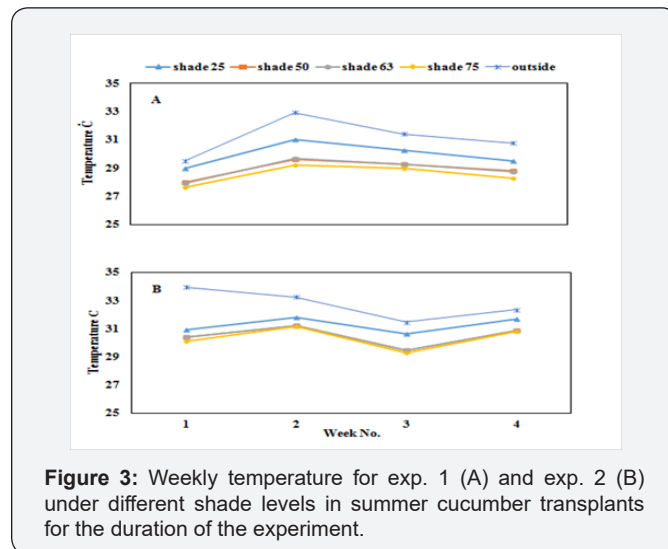 shade 25 shade 50 shade 63 shade 75 outside
A
35
33
31
29
27
25
Temperature C
B
35
33
31
29
27
25
Temperature C
1 2 3 4
Week No.
Figure 3: Weekly temperature for exp. 1 (A) and exp. 2 (B)
under different shade levels in summer cucumber transplants
for the duration of the experiment.